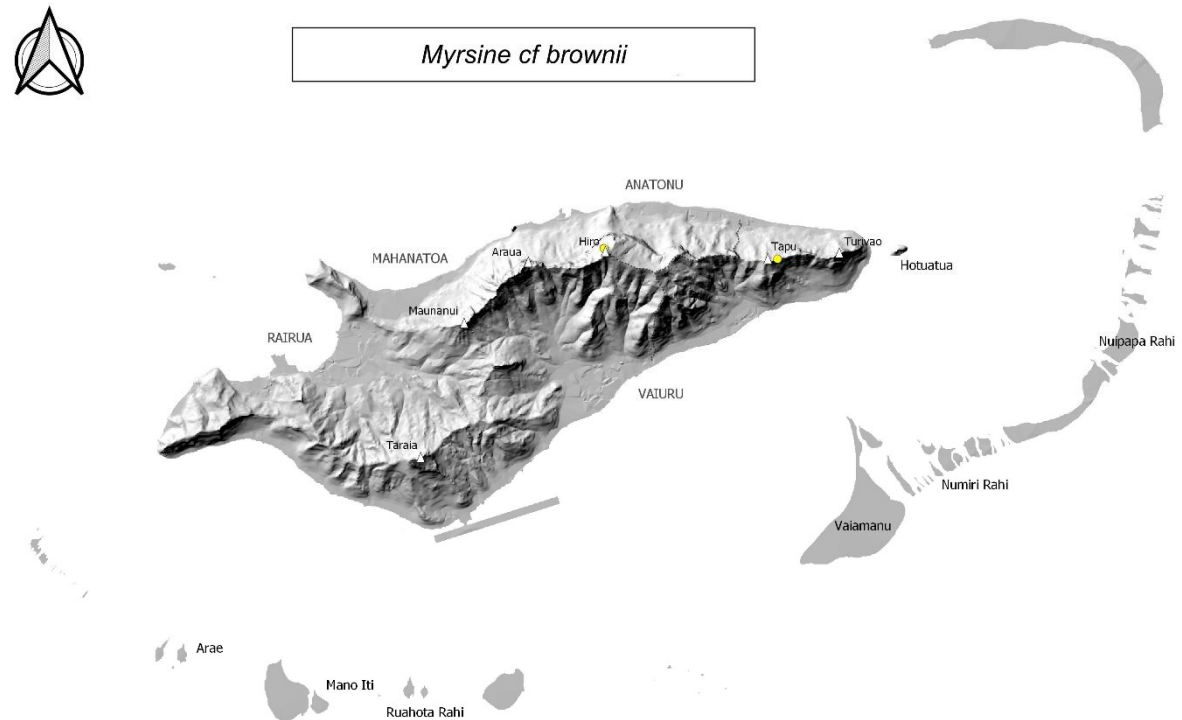 Myrsine cf brownii
ANATONU
Hiro
Tapu
Turivao
Araua
MAHANATOA
Hotuatua
Maunanui
RAIRUA
Nuipapa Rahi
VAIURU
Taraia
Numiri Rahi
Vaiamanu
Arae
Mano Iti
Ruahota Rahi